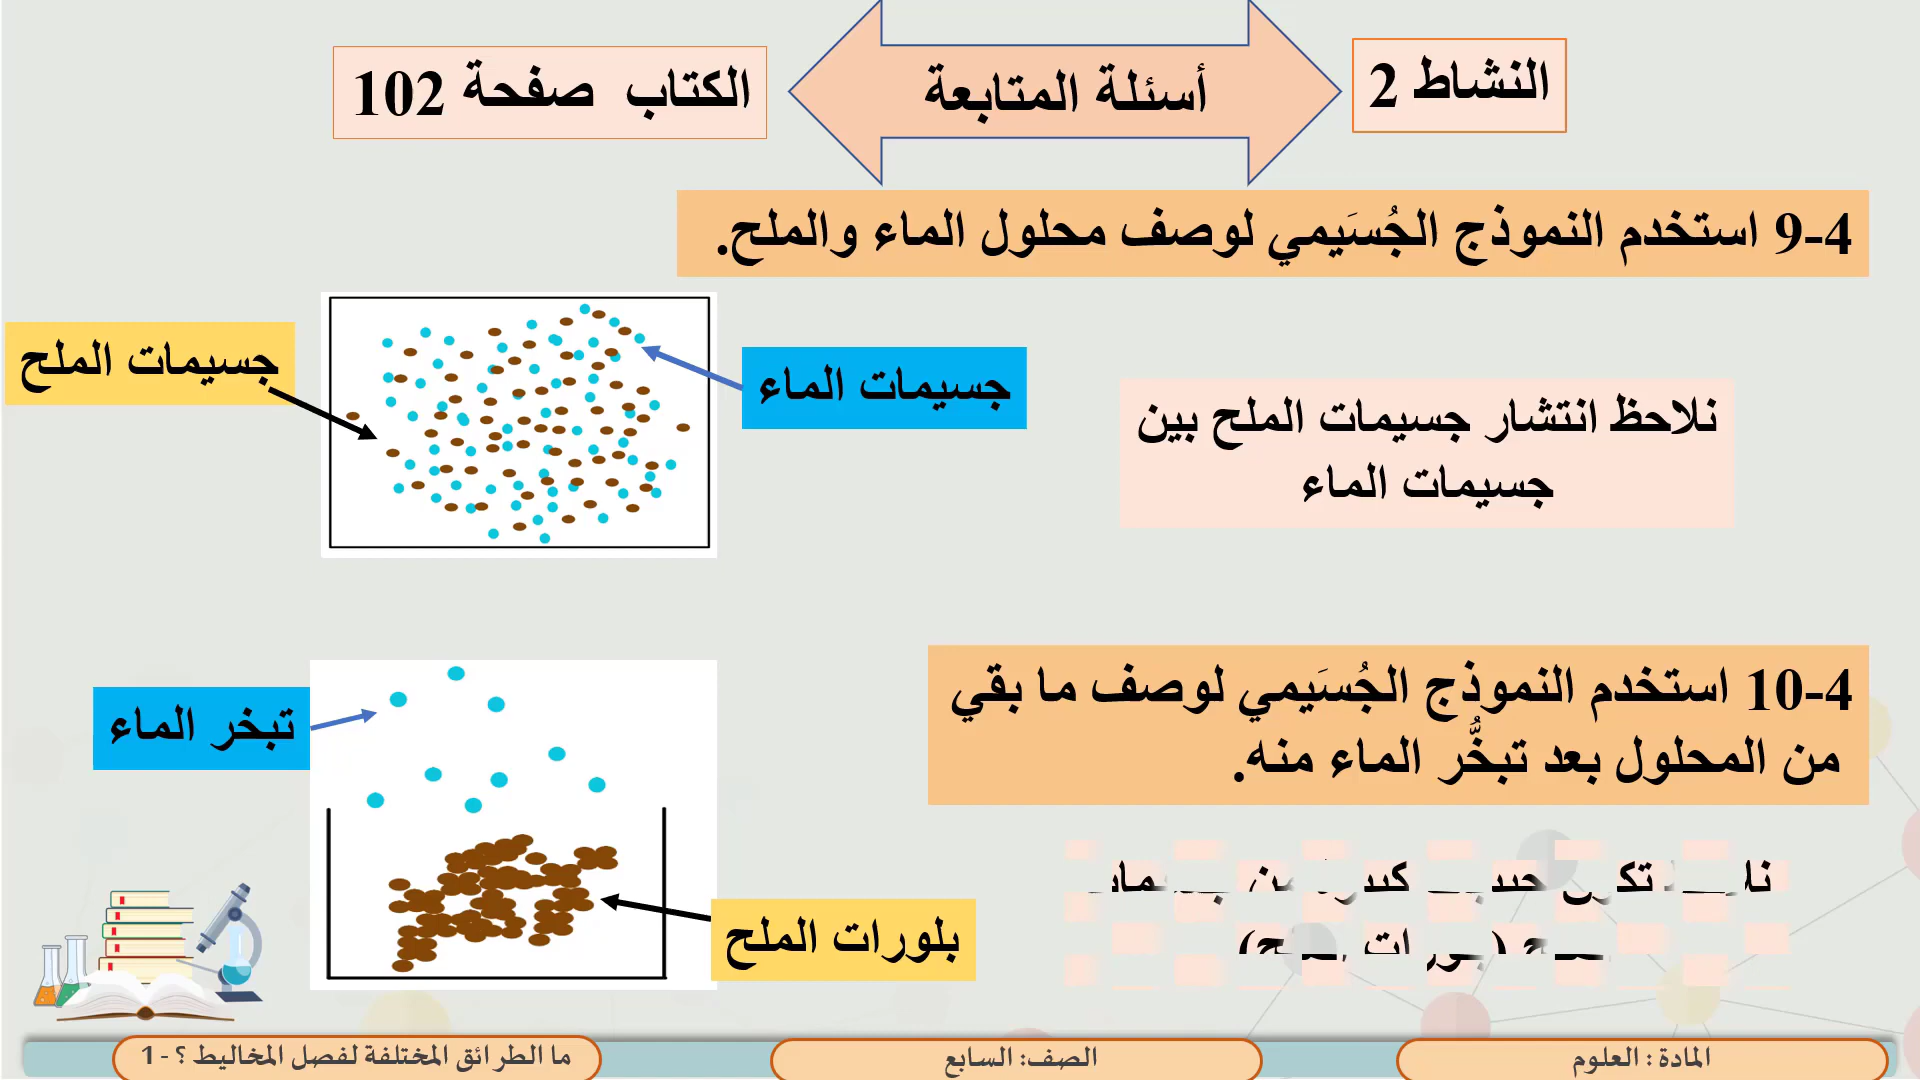 النشاط 2
أسئلة المتابعة
الكتاب صفحة 102
9-4 استخدم النموذج الجُسَيمي لوصف محلول الماء والملح.
جسيمات الملح
جسيمات الماء
نلاحظ انتشار جسيمات الملح بين
جسيمات الماء
10-4 استخدم النموذج الجُسَيمي لوصف ما بقي
من المحلول بعد تبخُّر الماء منه.
تبخر الماء
بلورات الملح
المادة : العلوم
الصف: السابع
ما الطرائق المختلفة لفصل المخاليط ؟ - 1